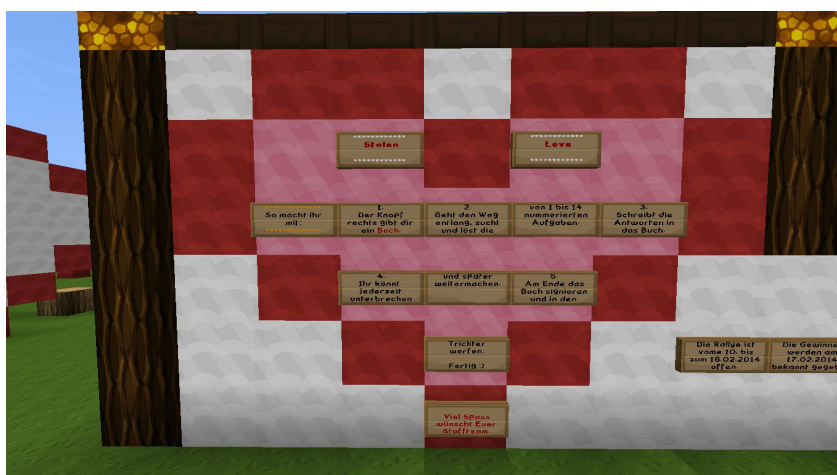 ************
Stolen
************
************
Love
************
************
So macht ihr
mit:
************
1.
Der Knopf
rechts gibt dir
ein Buch.
2.
Geht den Weg
entlang, sucht
und löst die
von 1 bis 14
nummerierten
Aufgaben.
3.
Schreibt die
Antworten in
das Buch.
4.
Ihr könnt
jederzeit
unterbrechen
und später
weitermachen.
5.
Am Ende das
Buch signieren
und in den
Trichter
werfen.
Fertig :)
Viel Spass
wünscht Euer
Staffteam.
Die Rallye ist
vome 10. bis
zum 16.02.2014
offen.
Die Gewinne
werden am
17.02.2014
bekannt gegeb